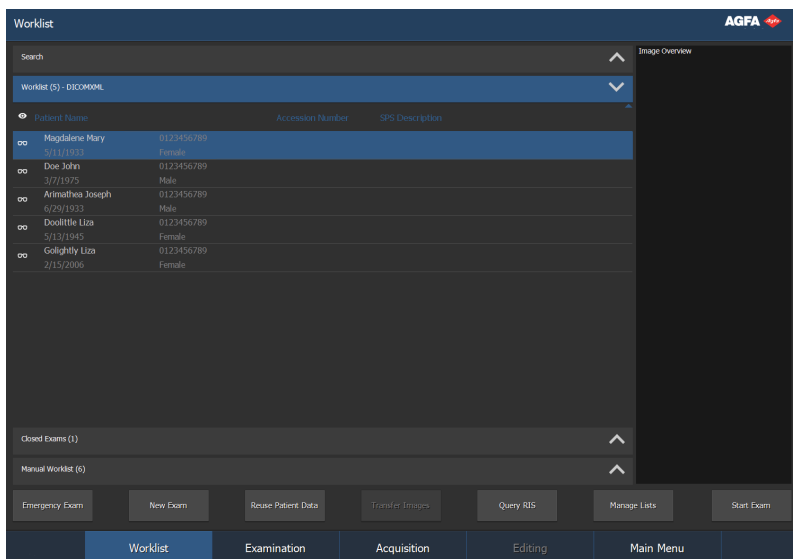 Worklist
AGFA Agfa
Search
Image Overview
Worklist (5) - DICOMXML
Patient Name Accession Number SPS Description
Magdalene Mary 0123456789
5/11/1933 Female
Doe John 0123456789
3/7/1975 Male
Arimathea Joseph 0123456789
6/29/1933 Male
Doolittle Liza 0123456789
5/13/1945 Female
Golightly Liza 0123456789
2/15/2006 Female
Closed Exams (1)
Manual Worklist (6)
Emergency Exam New Exam Reuse Patient Data Transfer Images Query RIS Manage Lists Start Exam
Worklist Examination Acquisition Editing Main Menu